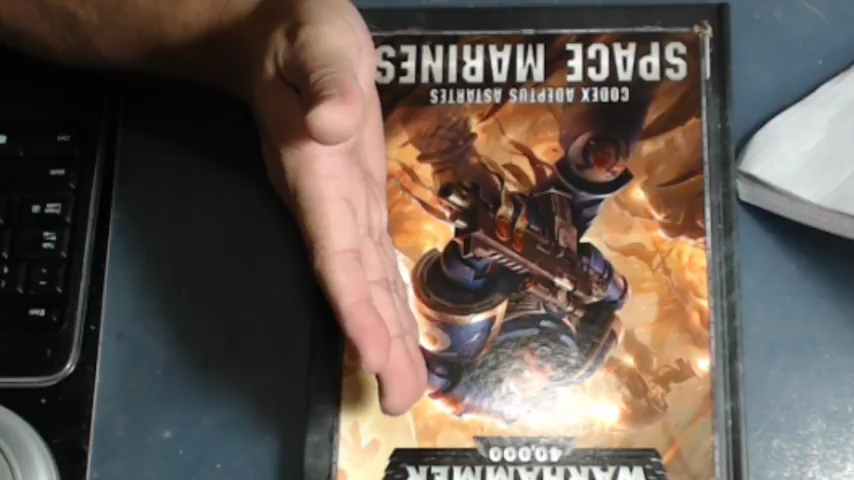 WARHAMMER
40,000
CODEX ADEPTUS ASTARTES
SPACE MARINES